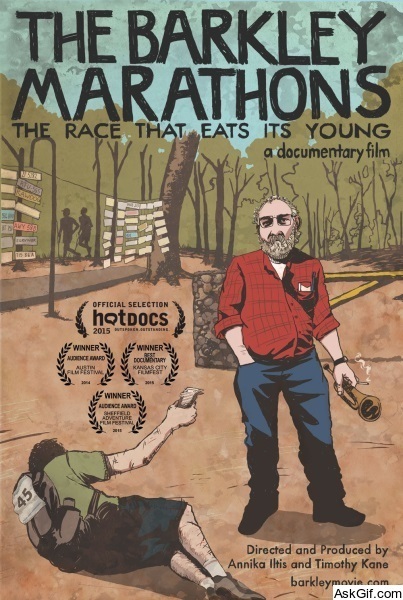 THE BARKLEY
MARATHONS
THE RACE THAT EATS ITS YOUNG
a documentary film
OFFICIAL SELECTION
hotDOCS
2015 OUTSPOKEN. OUTSTANDING.
WINNER
AUDIENCE AWARD
AUSTIN
FILM FESTIVAL
2014
WINNER
BEST
DOCUMENTARY
KANSAS CITY
FILMFEST
2015
WINNER
AUDIENCE AWARD
SHEFFIELD
ADVENTURE
FILM FESTIVAL
2015
45
Directed and Produced by
Annika Iltis and Timothy Kane
barkleymovie.com
AskGif.com